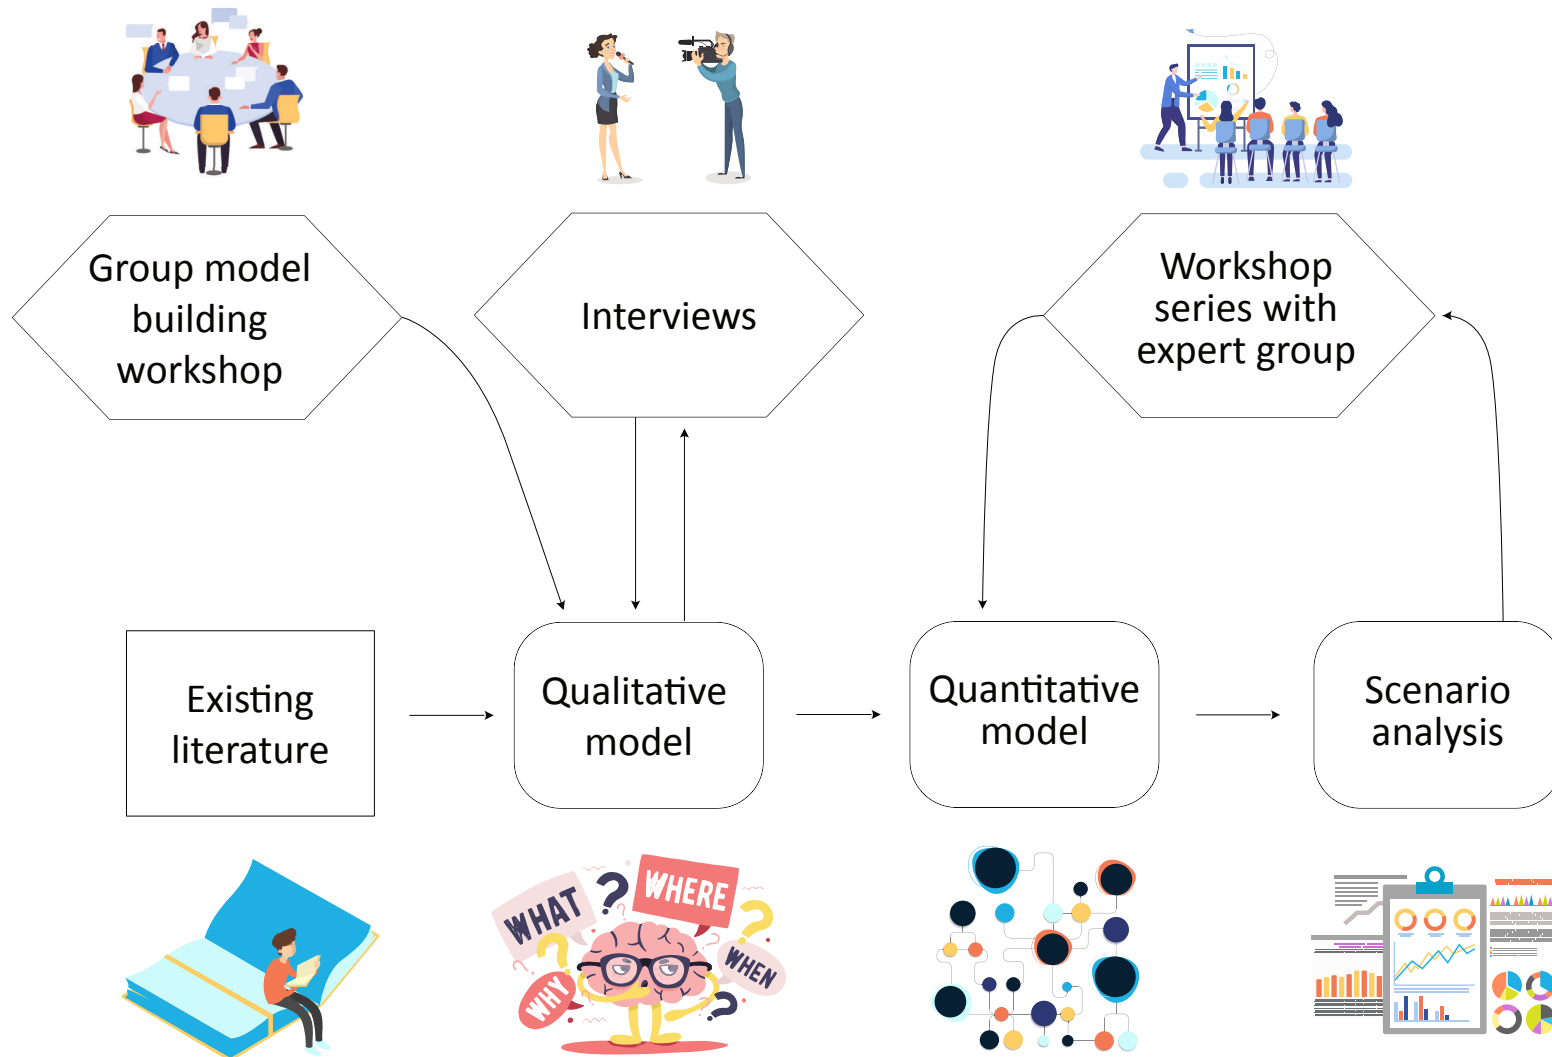 Group model
building
workshop
Interviews
Workshop
series with
expert group
Existing
literature
Qualitative
model
Quantitative
model
Scenario
analysis
WHAT
?
WHERE
?
WHY
?
WHEN
?